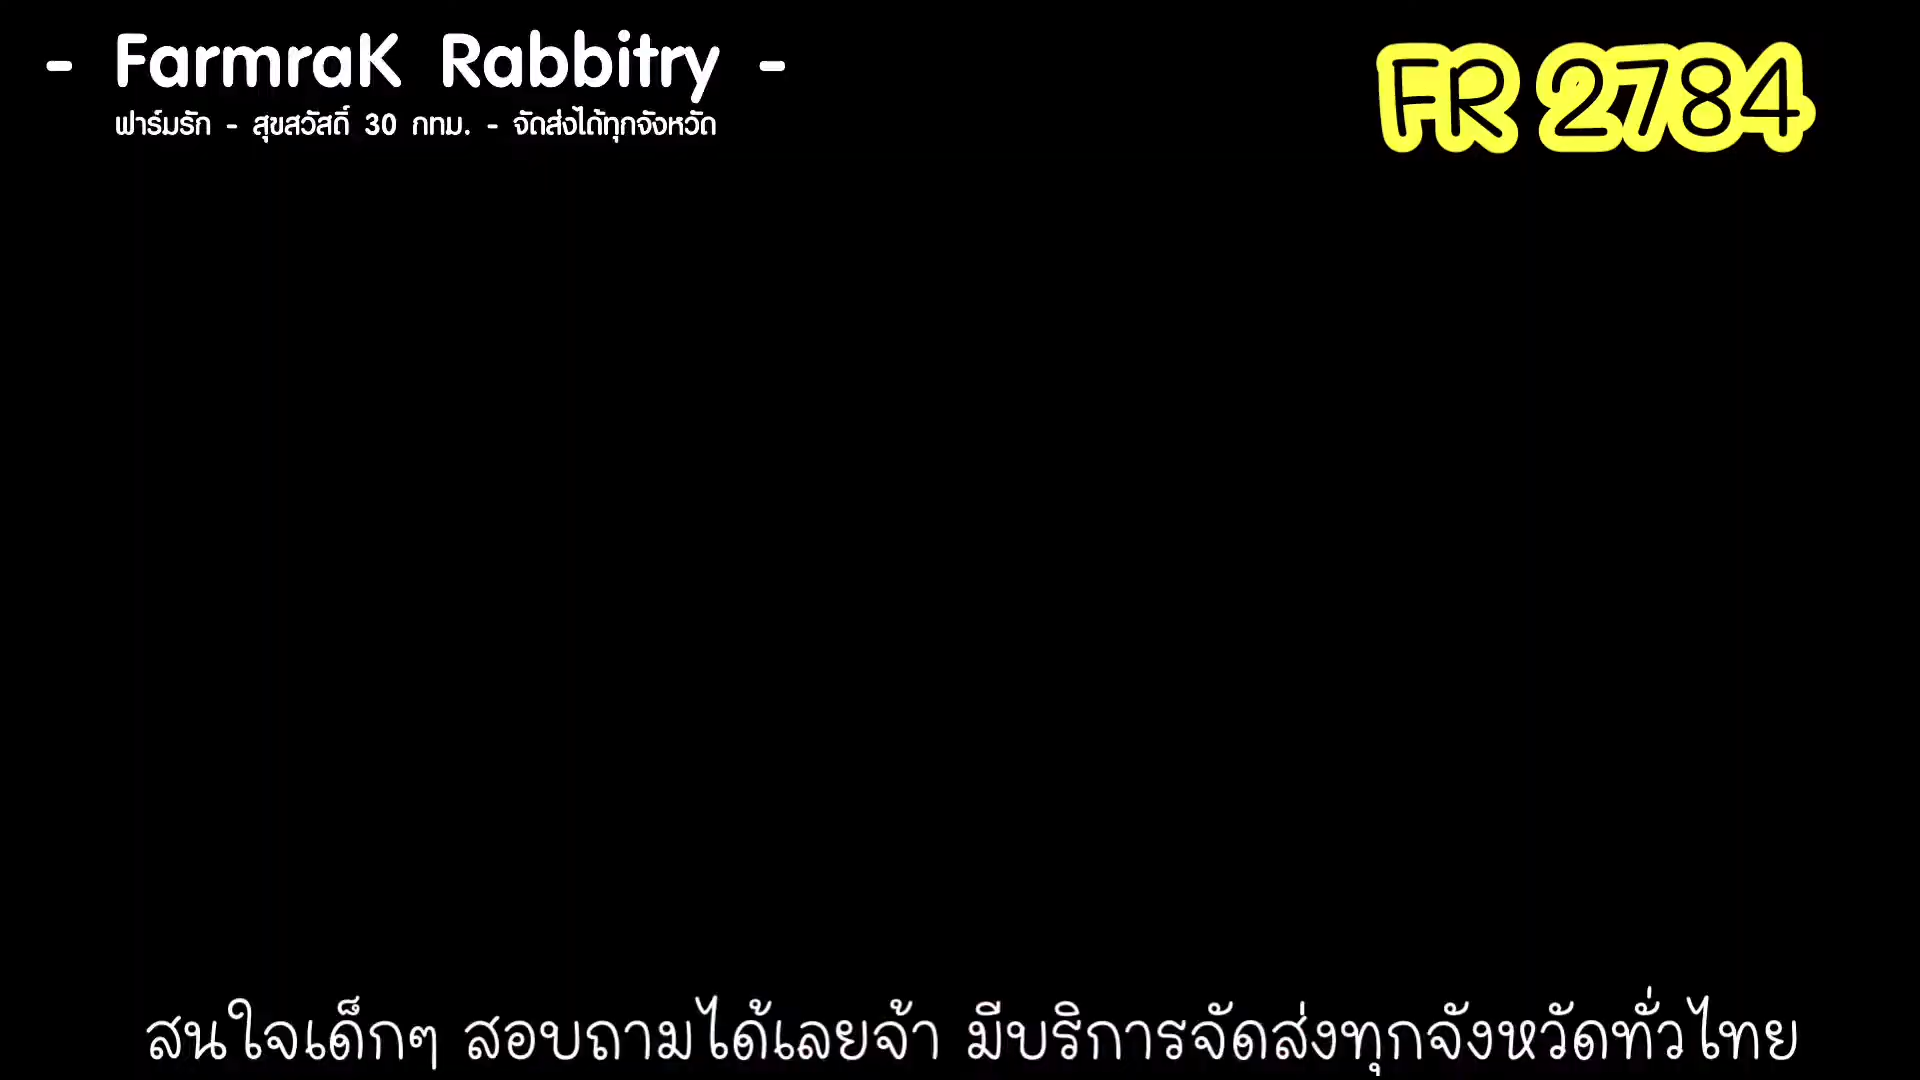 - FarmraK Rabbitry -
ฟาร์มรัก - สุขสวัสดิ์ 30 กทม. - จัดส่งได้ทุกจังหวัด
FR 2784
สนใจเด็กๆ สอบถามได้เลยจ้า มีบริการจัดส่งทุกจังหวัดทั่วไทย